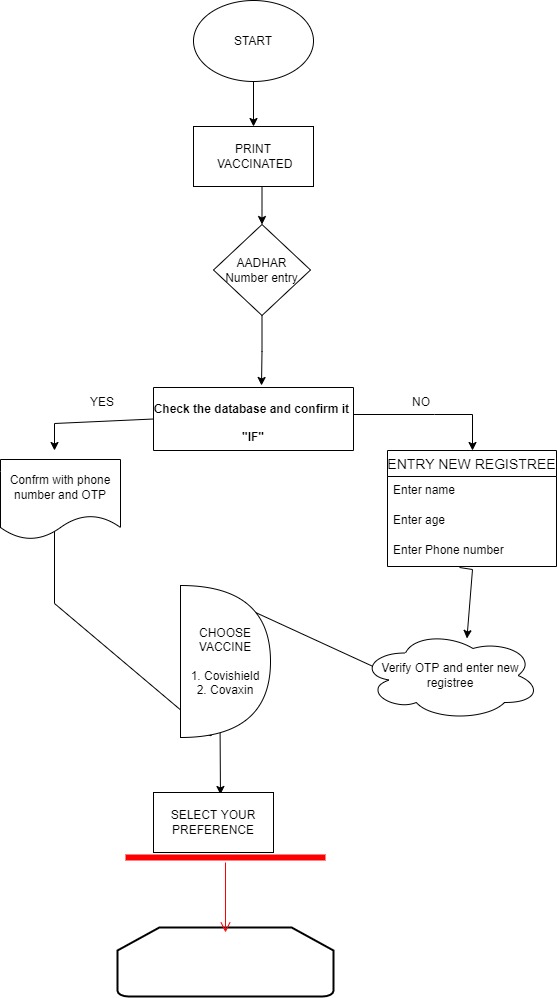 START
PRINT
VACCINATED
AADHAR
Number entry
YES
Check the database and confirm it
"IF"
NO
Confrm with phone
number and OTP
ENTRY NEW REGISTREE
Enter name
Enter age
Enter Phone number
CHOOSE
VACCINE
1. Covishield
2. Covaxin
Verify OTP and enter new
registree
SELECT YOUR
PREFERENCE